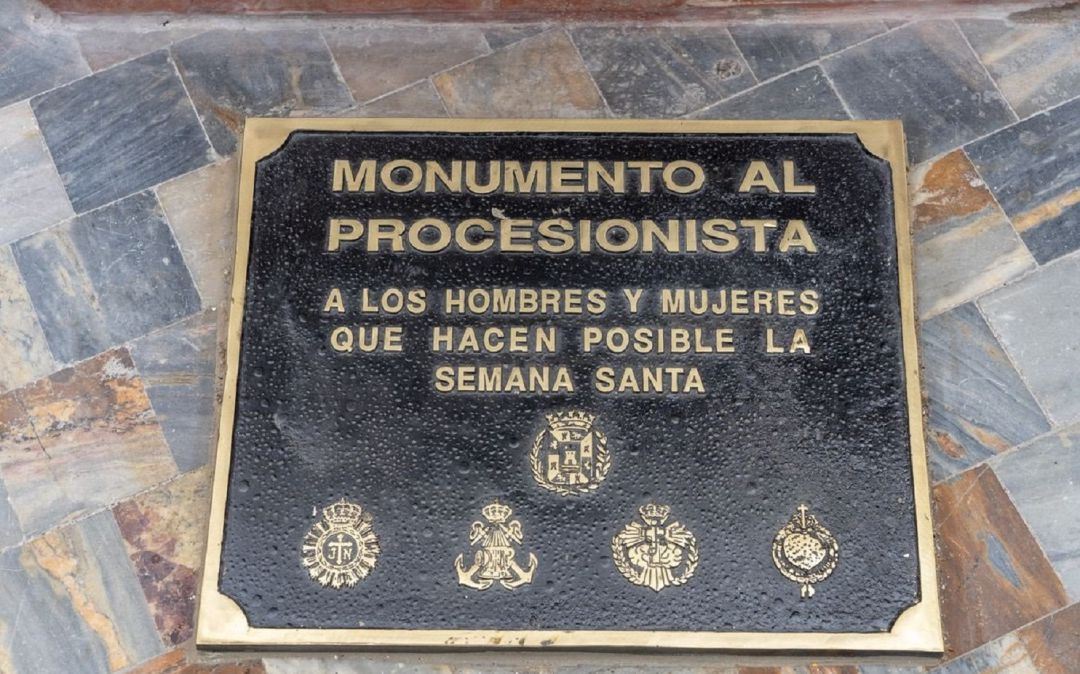 MONUMENTO AL
PROCESIONISTA
A LOS HOMBRES Y MUJERES
QUE HACEN POSIBLE LA
SEMANA SANTA